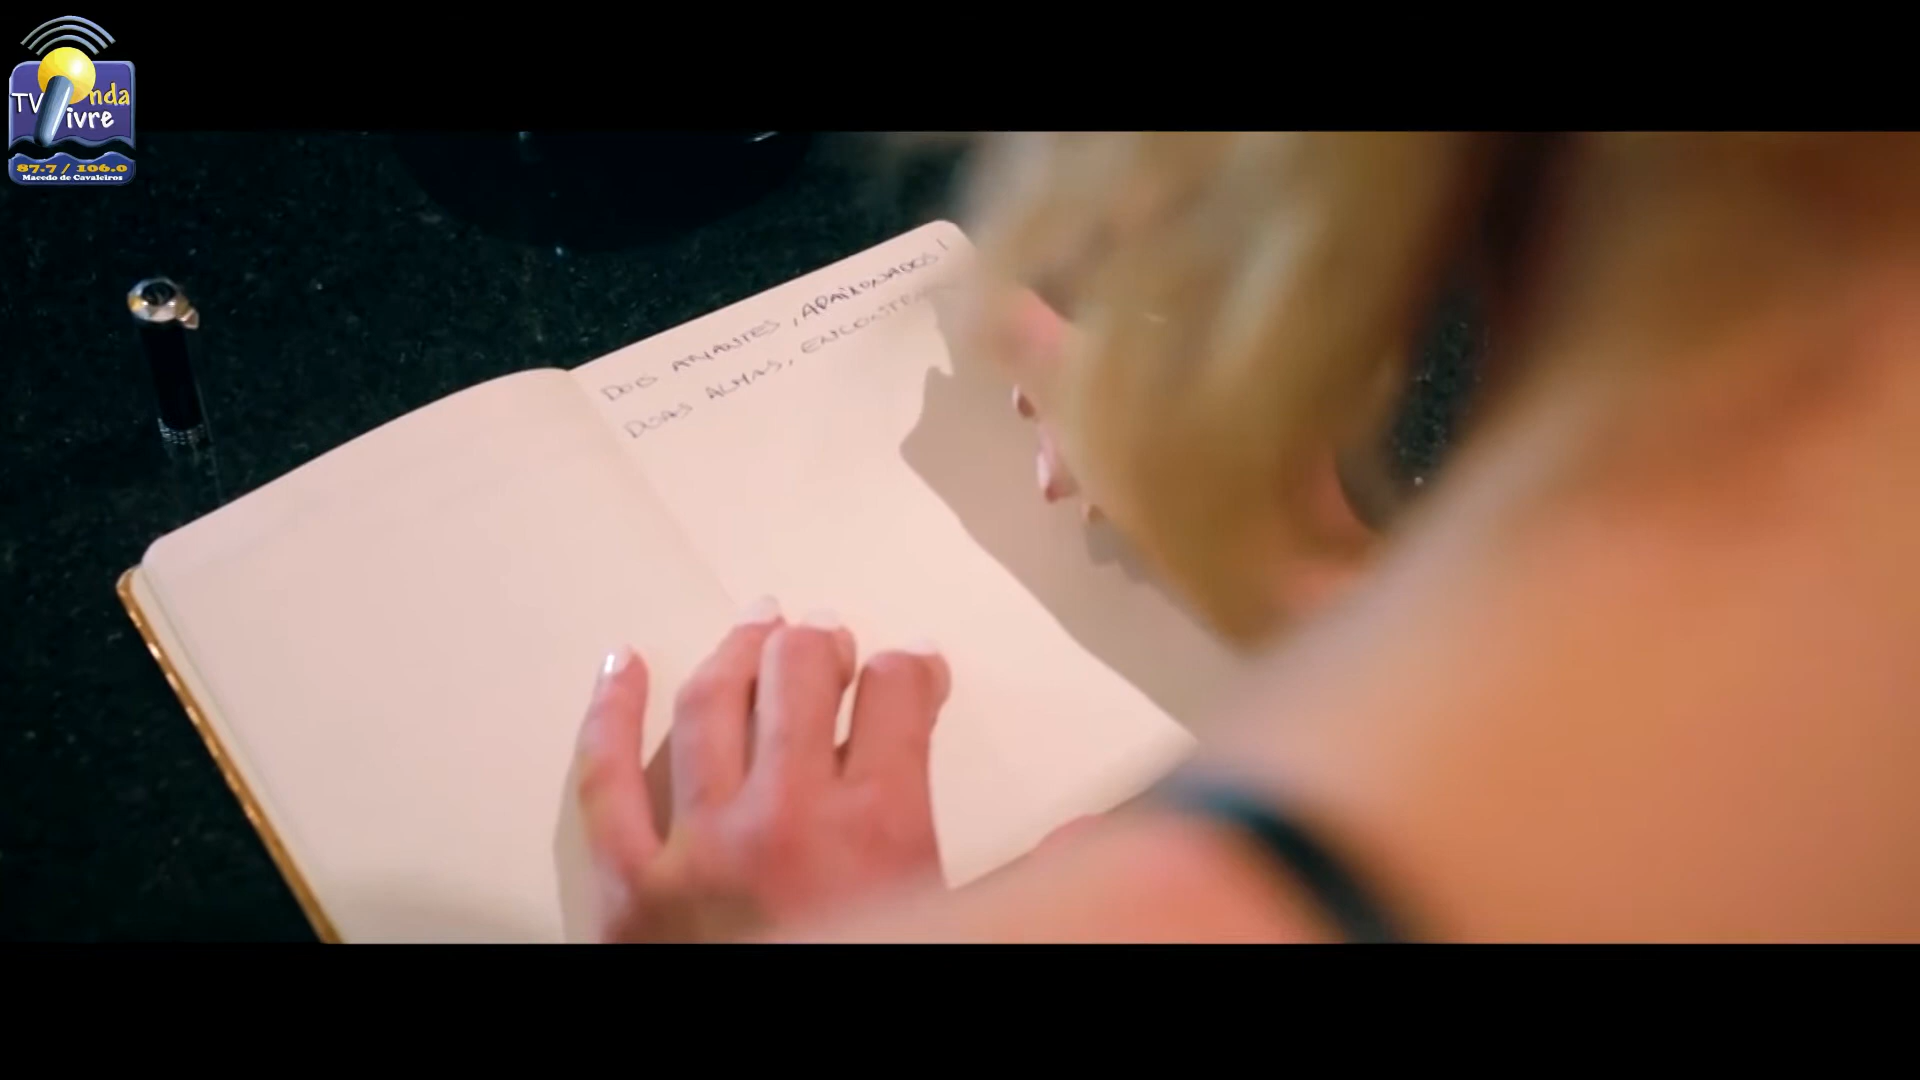 TV Onda
Livre
87.7 / 106.0
Macedo de Cavaleiros
DOIS AMANTES, APAIXONADOS!
DUAS ALMAS,